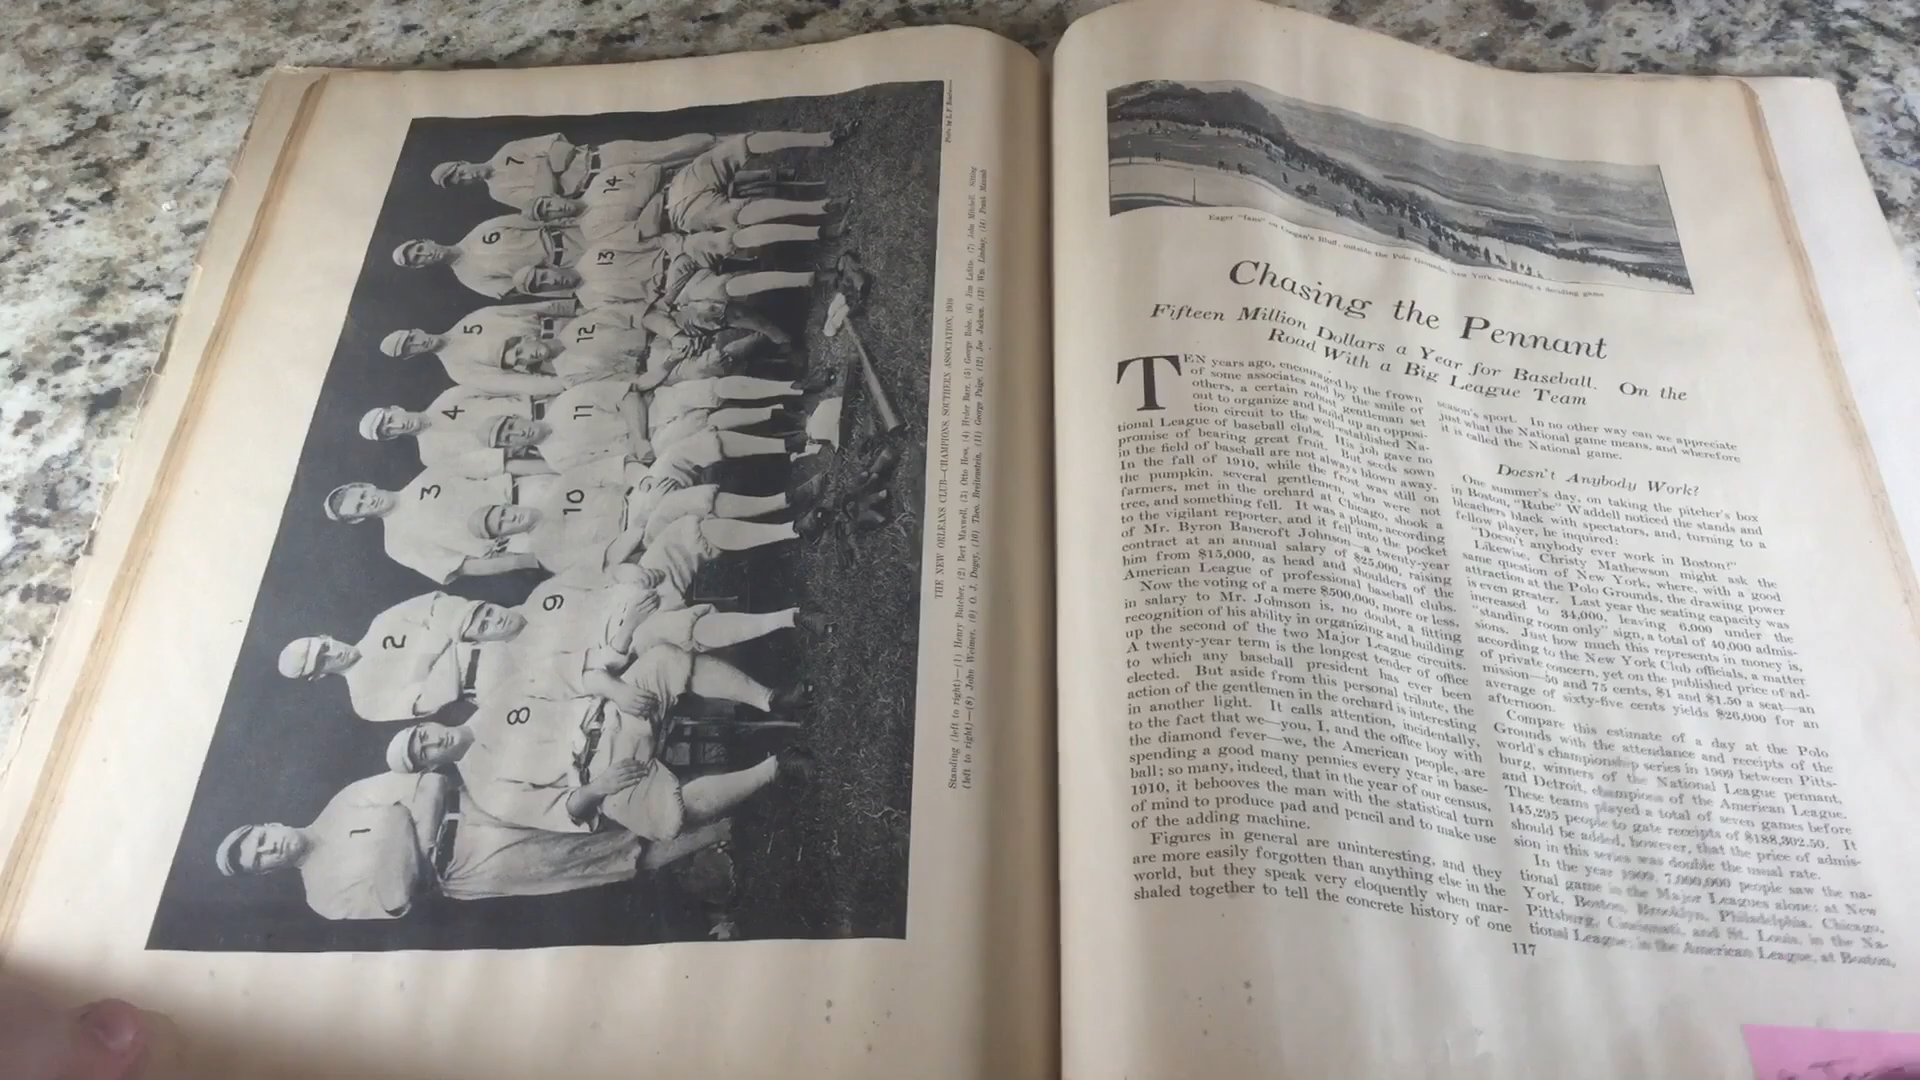 7
14
6
13
5
12
4
11
3
10
2
9
8
1
THE NEW ORLEANS CLUB—CHAMPIONS, SOUTHERN ASSOCIATION, 1910
Standing (left to right)—(1) Henry Butcher, (2) Bert Maxwell, (3) Otto Hess, (4) Heber Barr, (5) George Rohe, (6) Jim Lafitte, (7) John Mitchell. Sitting
(left to right)—(8) John Weimer, (9) O. J. Dugey, (10) Theo. Breitenstein, (11) George Paige, (12) Joe Jackson, (13) Wm. Lindsay, (14) Frank Manush
Eager "fans" on Coogan's Bluff, outside the Polo Grounds, New York, watching a deciding game
Chasing the Pennant
Fifteen Million Dollars a Year for Baseball. On the
Road With a Big League Team
TEN years ago, encouraged by the frown
of some associates and by the smile of
others, a certain robust gentleman set
out to organize and build up an opposi-
tion circuit to the well-established Na-
tional League of baseball clubs. His job gave no
promise of bearing great fruit. But seeds sown
in the field of baseball are not always blown away.
In the fall of 1910, while the frost was still on
the pumpkin, several gentlemen, who were not
farmers, met in the orchard at Chicago, shook a
tree, and something fell. It was a plum, according
to the vigilant reporter, and it fell into the pocket
of Mr. Byron Bancroft Johnson—a twenty-year
contract at an annual salary of $25,000, raising
him from $15,000, as head and shoulders of the
American League of professional baseball clubs.
Now the voting of a mere $500,000, more or less,
in salary to Mr. Johnson is, no doubt, a fitting
recognition of his ability in organizing and building
up the second of the two Major League circuits.
A twenty-year term is the longest tender of office
to which any baseball president has ever been
elected. But aside from this personal tribute, the
action of the gentlemen in the orchard is interesting
in another light. It calls attention, incidentally,
to the fact that we—you, I, and the office boy with
the diamond fever—we, the American people, are
spending a good many pennies every year in base-
ball; so many, indeed, that in the year of our census,
1910, it behooves the man with the statistical turn
of mind to produce pad and pencil and to make use
of the adding machine.
Figures in general are uninteresting, and they
are more easily forgotten than anything else in the
world, but they speak very eloquently when mar-
shaled together to tell the concrete history of one
season's sport. In no other way can we appreciate
just what the National game means, and wherefore
it is called the National game.
Doesn't Anybody Work?
One summer's day, on taking the pitcher's box
in Boston, "Rube" Waddell noticed the stands and
bleachers black with spectators, and, turning to a
fellow player, he inquired:
"Doesn't anybody ever work in Boston?"
Likewise, Christy Mathewson might ask the
same question of New York, where, with a good
attraction at the Polo Grounds, the drawing power
is even greater. Last year the seating capacity was
increased to 34,000, leaving 6,000 under the
"standing room only" sign, a total of 40,000 admis-
sions. Just how much this represents in money is,
according to the New York Club officials, a matter
of private concern, yet on the published price of ad-
mission—50 and 75 cents, $1 and $1.50 a seat—an
average of sixty-five cents yields $26,000 for an
afternoon.
Compare this estimate of a day at the Polo
Grounds with the attendance and receipts of the
world's championship series in 1909 between Pitts-
burg, winners of the National League pennant,
and Detroit, champions of the American League.
These teams played a total of seven games before
145,295 people to gate receipts of $188,302.50. It
should be added, however, that the price of admis-
sion in this series was double the usual rate.
In the year 1909, 7,000,000 people saw the na-
tional game in the Major Leagues alone: at New
York, Boston, Brooklyn, Philadelphia, Chicago,
Pittsburg, Cincinnati, and St. Louis, in the Na-
tional League; in the American League, at Boston,
117